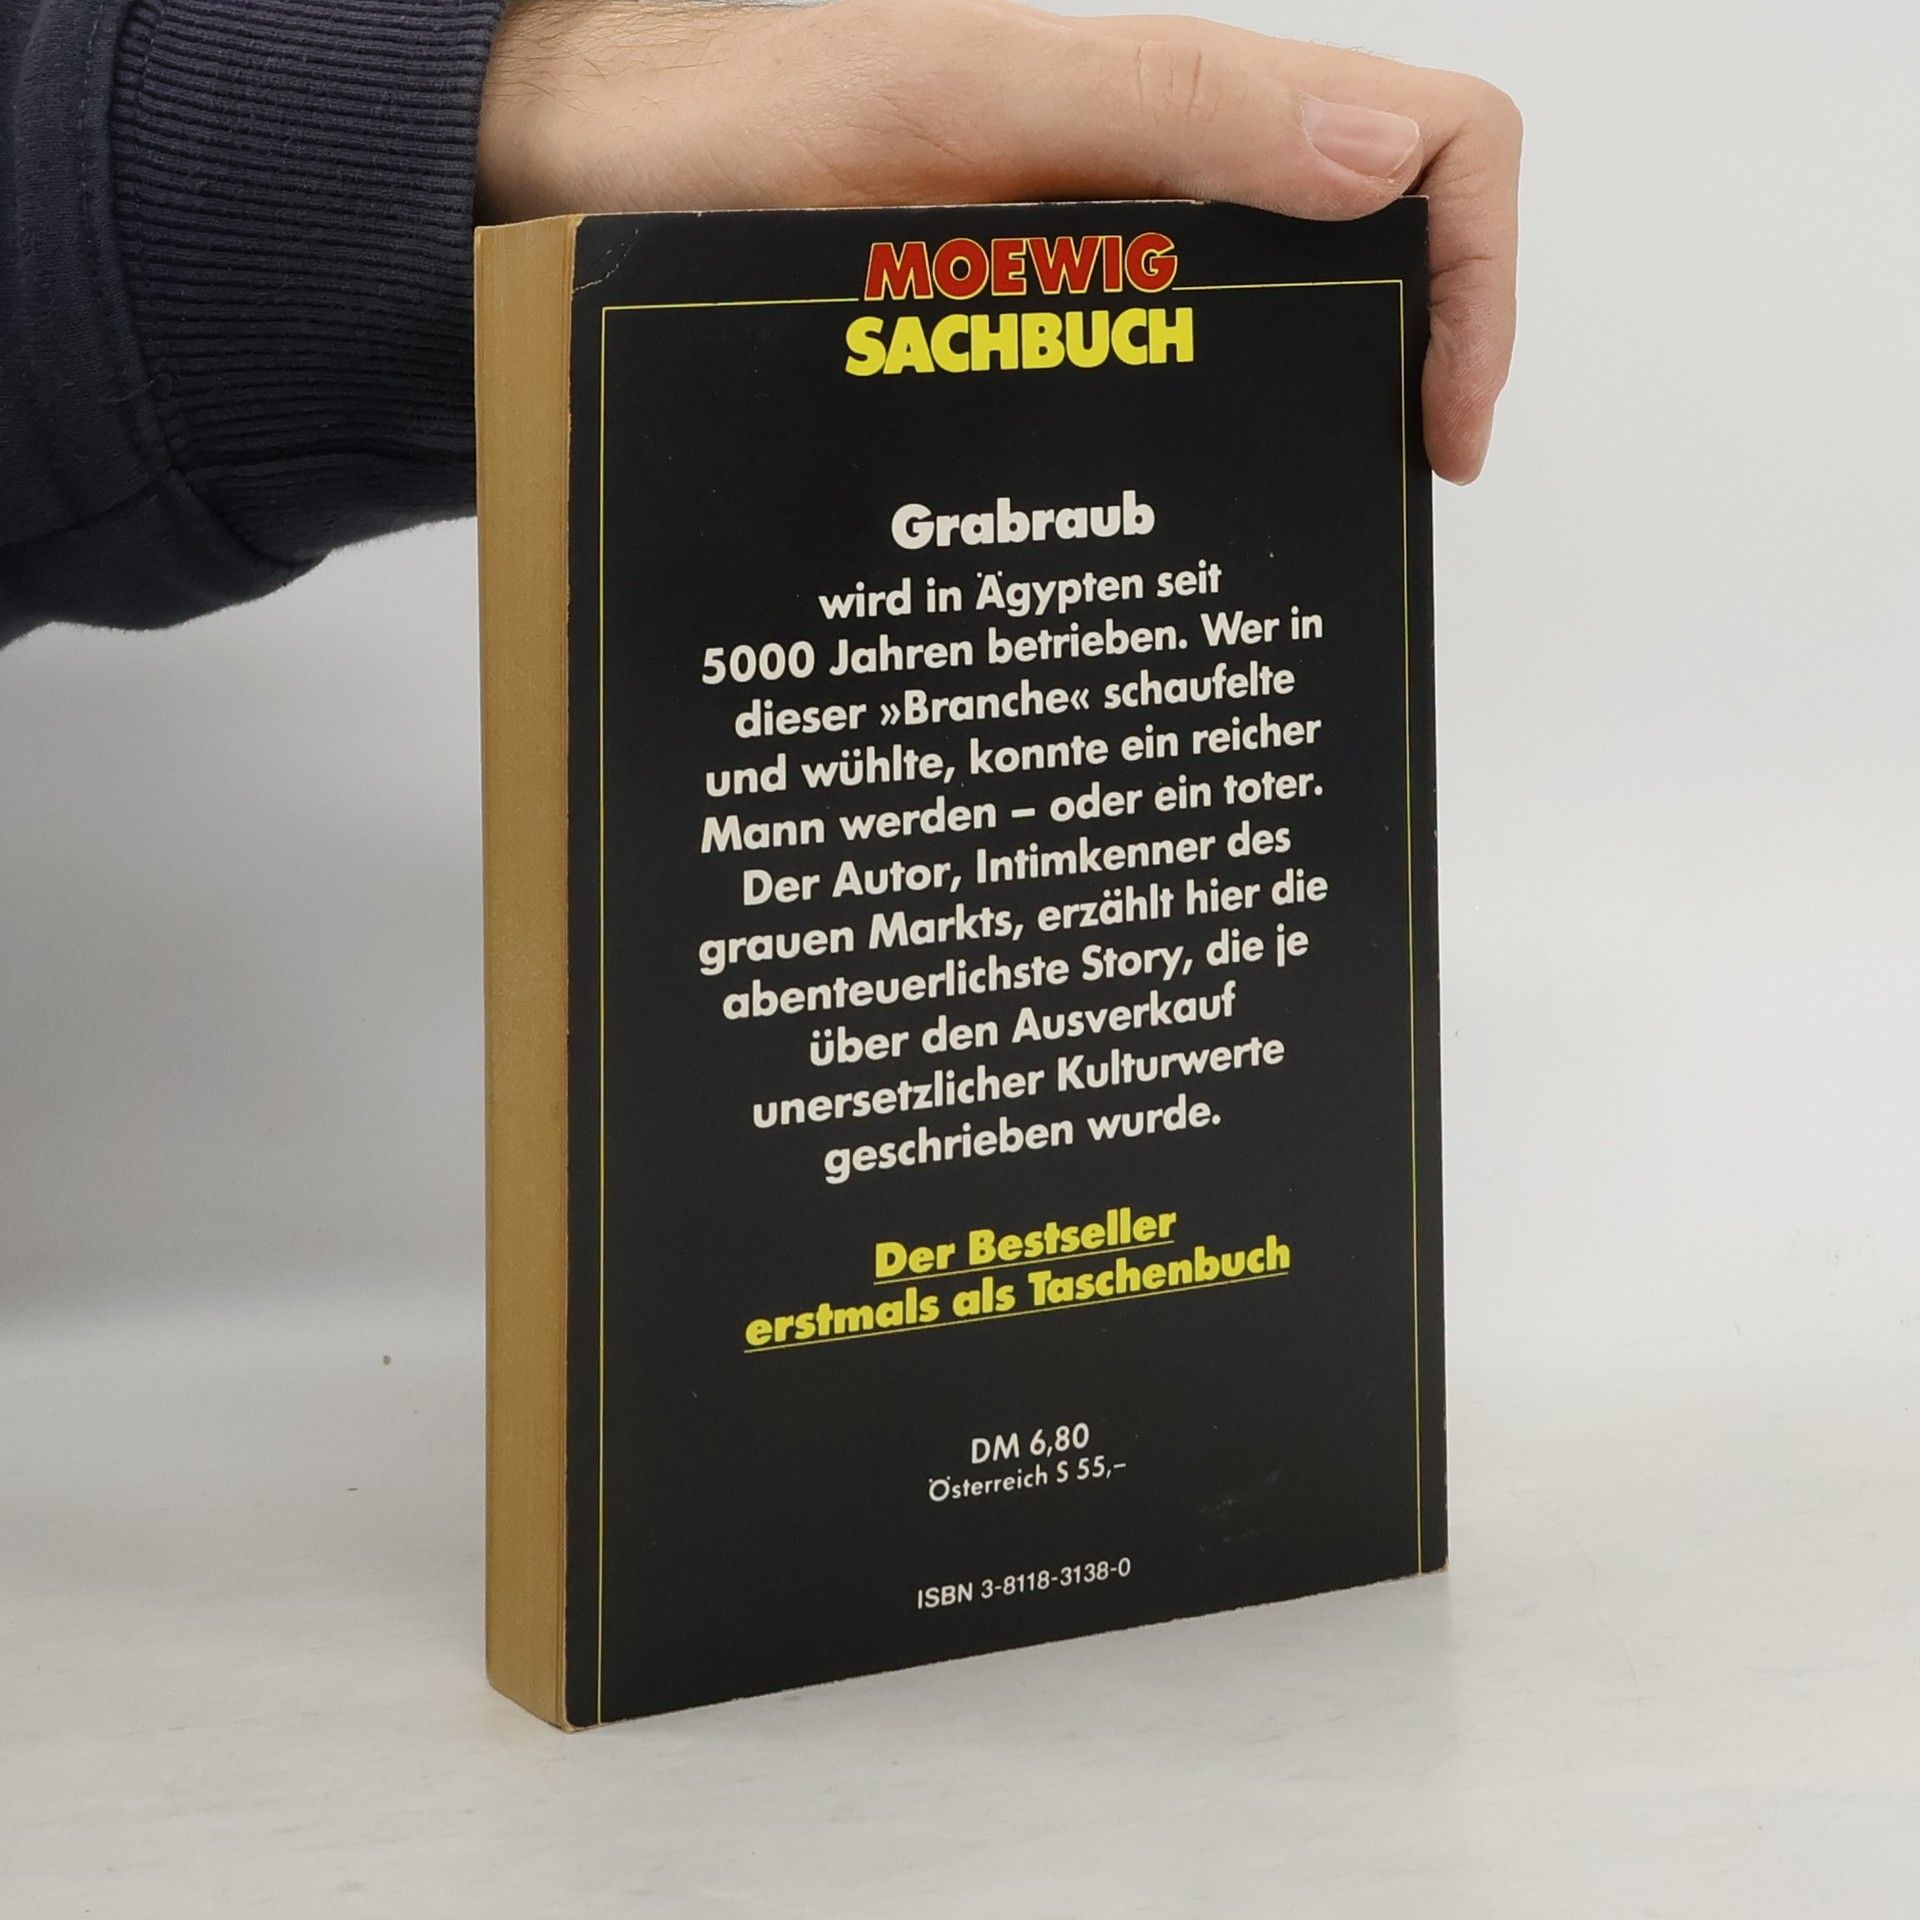 MOEWIG
SACHBUCH
Grabraub
wird in Ägypten seit
5000 Jahren betrieben. Wer in
dieser »Branche« schaufelte
und wühlte, konnte ein reicher
Mann werden – oder ein toter.
Der Autor, Intimkenner des
grauen Markts, erzählt hier die
abenteuerlichste Story, die je
über den Ausverkauf
unersetzlicher Kulturwerte
geschrieben wurde.
Der Bestseller
erstmals als Taschenbuch
DM 6,80
Österreich S 55,–
ISBN 3-8118-3138-0